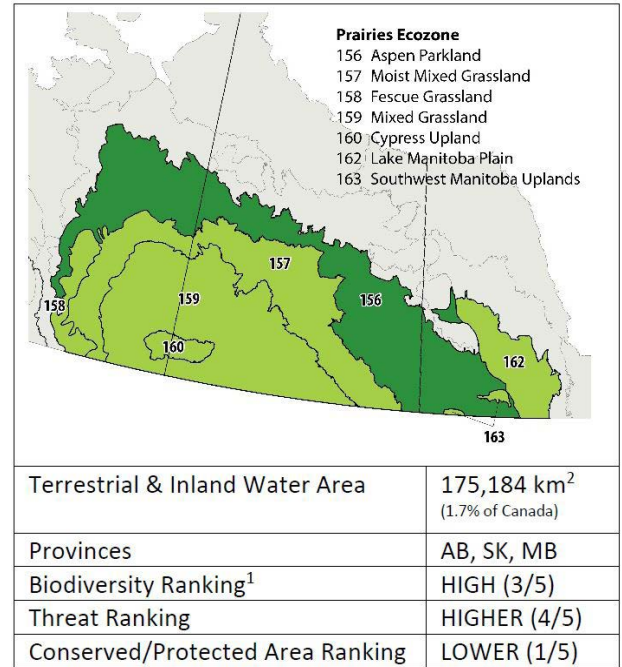 Prairies Ecozone
156 Aspen Parkland
157 Moist Mixed Grassland
158 Fescue Grassland
159 Mixed Grassland
160 Cypress Upland
162 Lake Manitoba Plain
163 Southwest Manitoba Uplands
157
158
159
156
160
162
163
Terrestrial & Inland Water Area 175,184 km²
(1.7% of Canada)
Provinces AB, SK, MB
Biodiversity Ranking¹ HIGH (3/5)
Threat Ranking HIGHER (4/5)
Conserved/Protected Area Ranking LOWER (1/5)